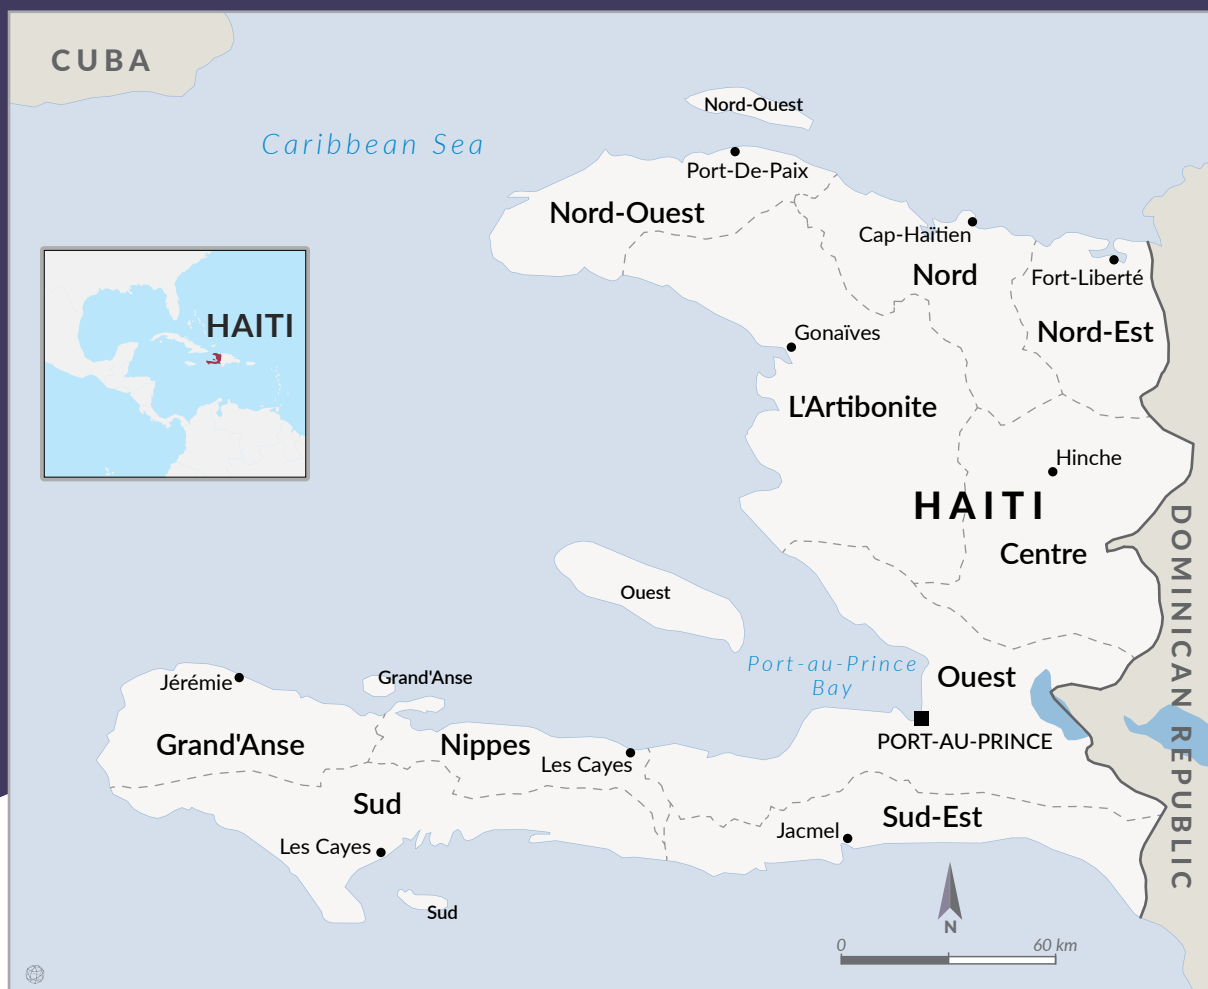 CUBA
Nord-Ouest
Caribbean Sea
Port-De-Paix
Nord-Ouest
Cap-Haïtien
Nord
Fort-Liberté
HAITI
Gonaïves
Nord-Est
L'Artibonite
Hinche
HAITI
Centre
DOMINICAN REPUBLIC
Ouest
Port-au-Prince
Bay
Ouest
Jérémie
Grand'Anse
Grand'Anse
Nippes
Les Cayes
PORT-AU-PRINCE
Sud
Sud-Est
Les Cayes
Jacmel
Sud
N
0
60 km